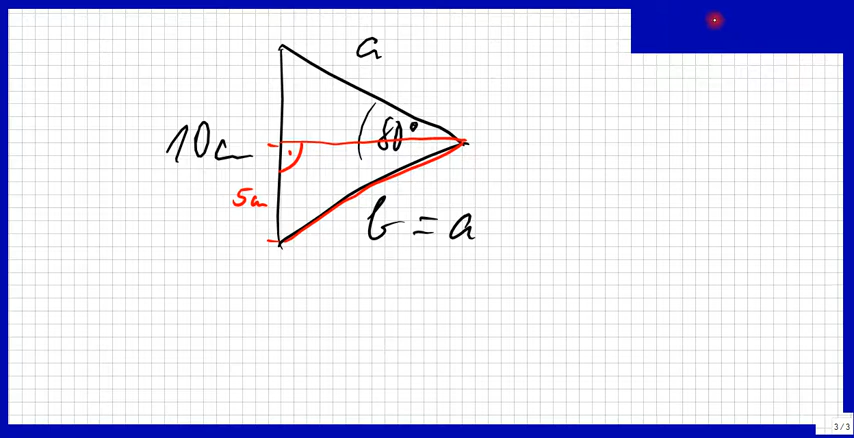 a
10cm
80°
5cm
b = a
3/3